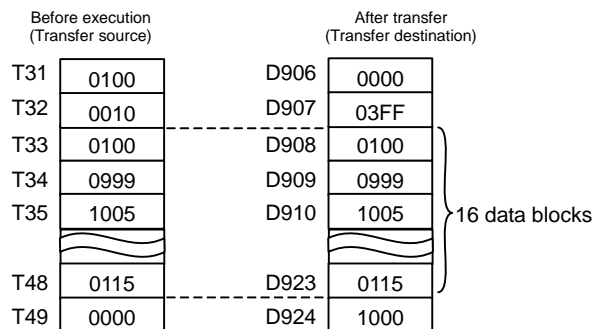 Before execution
(Transfer source)
After transfer
(Transfer destination)
T31 0100 D906 0000
T32 0010 D907 03FF
T33 0100 D908 0100
T34 0999 D909 0999
T35 1005 D910 1005 16 data blocks
T48 0115 D923 0115
T49 0000 D924 1000